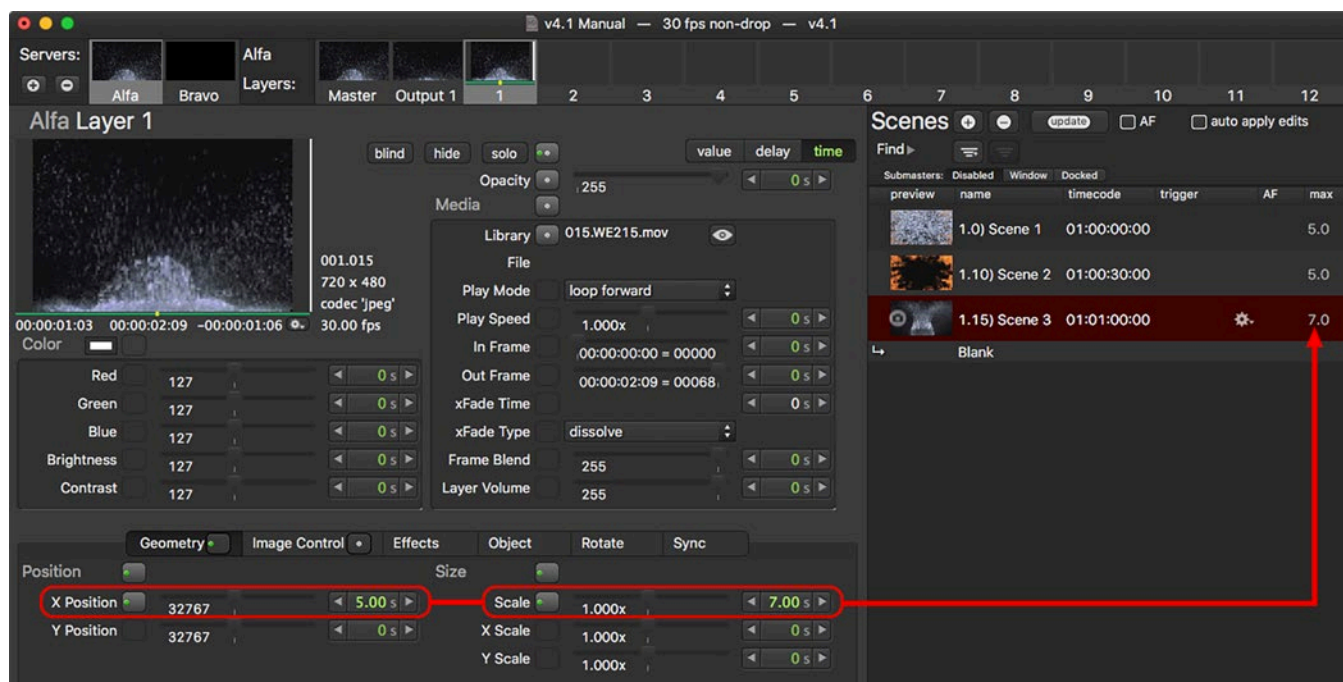 v4.1 Manual — 30 fps non-drop — v4.1
Servers:
Alfa
Bravo
Alfa
Layers:
Master Output 1 1 2 3 4 5 6 7 8 9 10 11 12
Alfa Layer 1
001.015
720 x 480
codec 'jpeg'
30.00 fps
00:00:01:03 00:00:02:09 -00:00:01:06
Color
Red 127 0 s
Green 127 0 s
Blue 127 0 s
Brightness 127 0 s
Contrast 127 0 s
blind hide solo value delay time
Opacity 255 0 s
Media
Library 015.WE215.mov
File
Play Mode loop forward
Play Speed 1.000x 0 s
In Frame 00:00:00:00 = 00000 0 s
Out Frame 00:00:02:09 = 00068 0 s
xFade Time 0 s
xFade Type dissolve
Frame Blend 255 0 s
Layer Volume 255 0 s
Geometry Image Control Effects Object Rotate Sync
Position Size
X Position 32767 5.00 s Scale 1.000x 7.00 s
Y Position 32767 0 s X Scale 1.000x 0 s
Y Scale 1.000x 0 s
Scenes update AF auto apply edits
Find
Submasters: Disabled Window Docked
preview name timecode trigger AF max
1.0) Scene 1 01:00:00:00 5.0
1.10) Scene 2 01:00:30:00 5.0
1.15) Scene 3 01:01:00:00 7.0
Blank